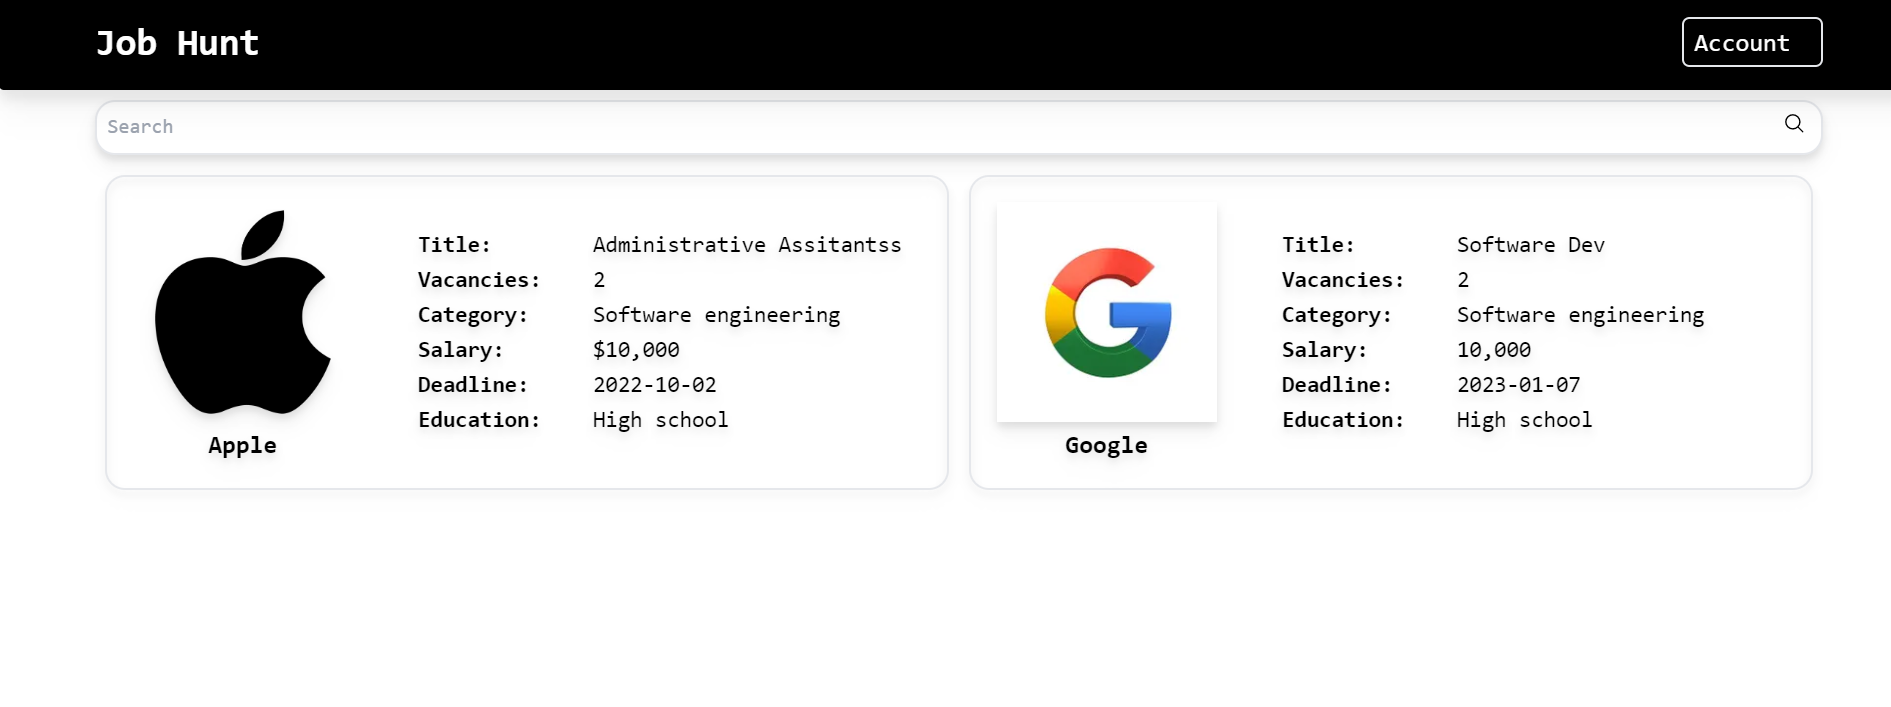 Job Hunt
Account
Search
Title: Administrative Assitantss
Vacancies: 2
Category: Software engineering
Salary: $10,000
Deadline: 2022-10-02
Education: High school
Apple
Title: Software Dev
Vacancies: 2
Category: Software engineering
Salary: 10,000
Deadline: 2023-01-07
Education: High school
Google